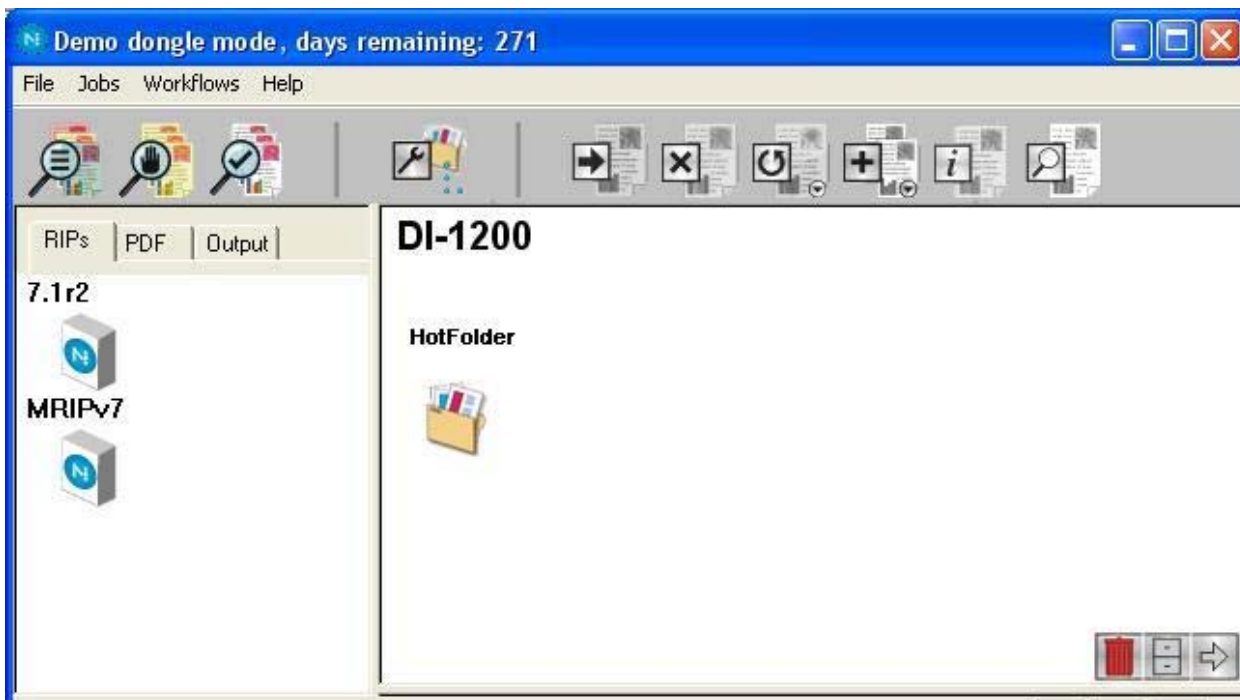 Demo dongle mode, days remaining: 271
File Jobs Workflows Help
RIPs PDF Output
7.1r2
MRIPv7
DI-1200
HotFolder